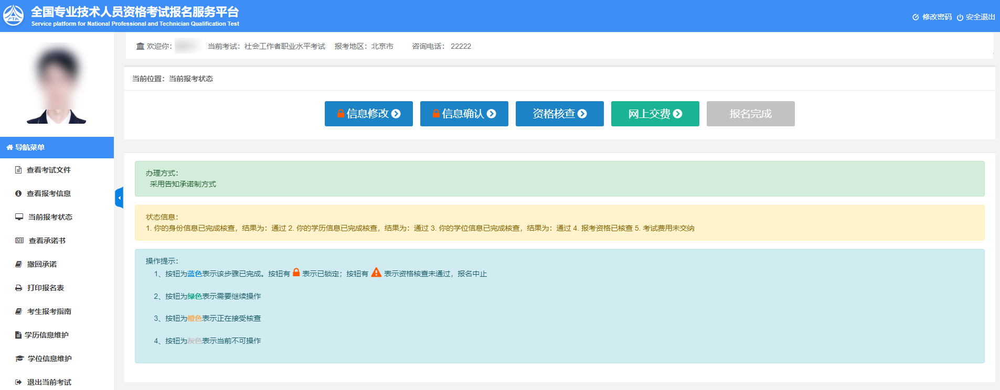 全国专业技术人员资格考试报名服务平台
Service platform for National Professional and Technician Qualification Test
修改密码 安全退出
PTA
欢迎你： 当前考试：社会工作者职业水平考试 报考地区：北京市 咨询电话： 22222
当前位置：当前报考状态
信息修改 信息确认 资格核查 网上交费 报名完成
导航菜单
查看考试文件
查看报考信息
当前报考状态
查看承诺书
撤回承诺
打印报名表
考生报考指南
学历信息维护
学位信息维护
退出当前考试
办理方式：
采用告知承诺制方式
状态信息：
1. 你的身份信息已完成核查，结果为：通过 2. 你的学历信息已完成核查，结果为：通过 3. 你的学位信息已完成核查，结果为：通过 4. 报考资格已核查 5. 考试费用未交纳
操作提示：
1、按钮为蓝色表示该步骤已完成。按钮有 表示已锁定；按钮有 表示资格核查未通过，报名中止
2、按钮为绿色表示需要继续操作
3、按钮为橙色表示正在接受核查
4、按钮为灰色表示当前不可操作